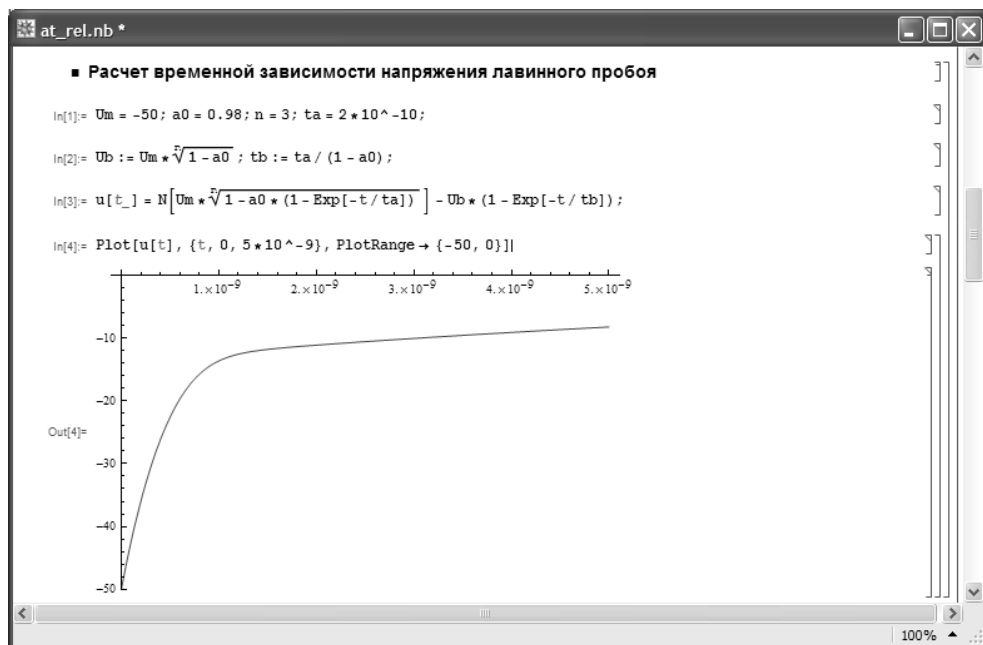 at_rel.nb *
▪ Расчет временной зависимости напряжения лавинного пробоя
In[1]:= Um = -50; a0 = 0.98; n = 3; ta = 2*10^-10;
In[2]:= Ub := Um * ⁿ√(1 - a0) ; tb := ta / (1 - a0) ;
In[3]:= u[t_] = N[Um * ⁿ√(1 - a0 * (1 - Exp[-t/ta])) ] - Ub * (1 - Exp[-t/tb]);
In[4]:= Plot[u[t], {t, 0, 5*10^-9}, PlotRange → {-50, 0}]
1.×10⁻⁹ 2.×10⁻⁹ 3.×10⁻⁹ 4.×10⁻⁹ 5.×10⁻⁹
-10
-20
Out[4]=
-30
-40
-50
100%